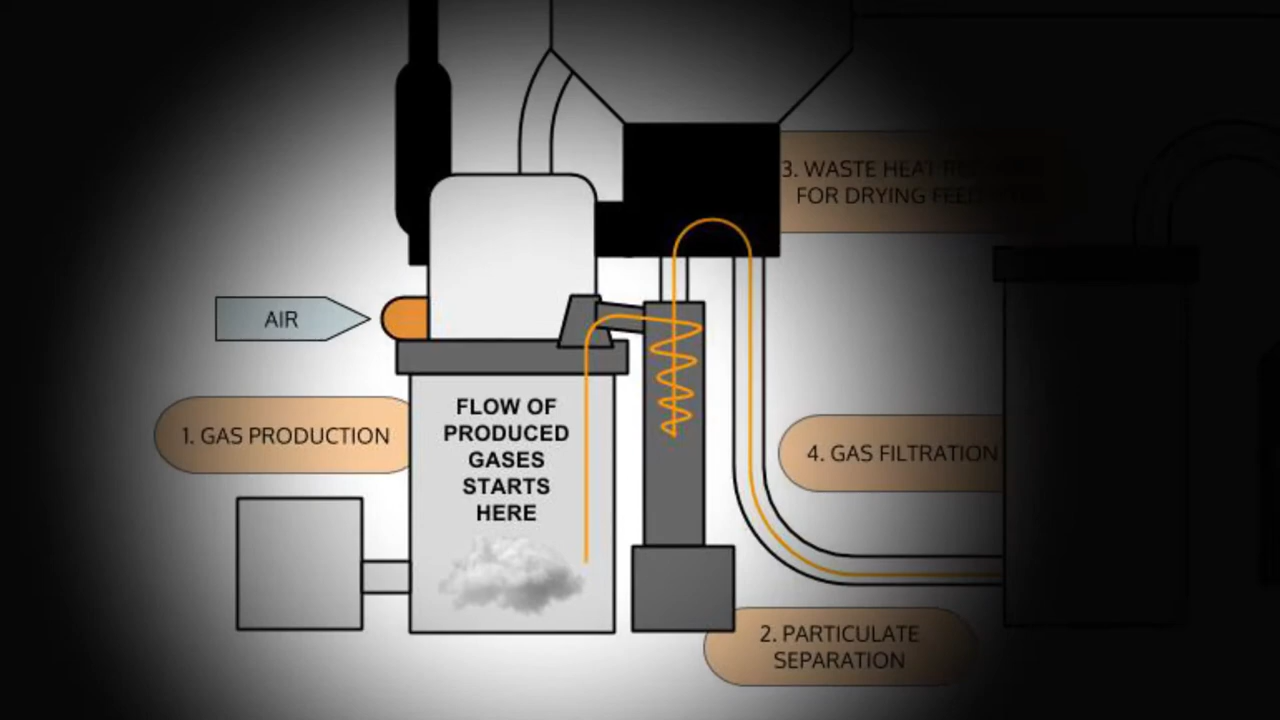 3. WASTE HEAT
FOR DRYING FEED
AIR
FLOW OF
PRODUCED
GASES
STARTS
HERE
1. GAS PRODUCTION
4. GAS FILTRATION
2. PARTICULATE
SEPARATION